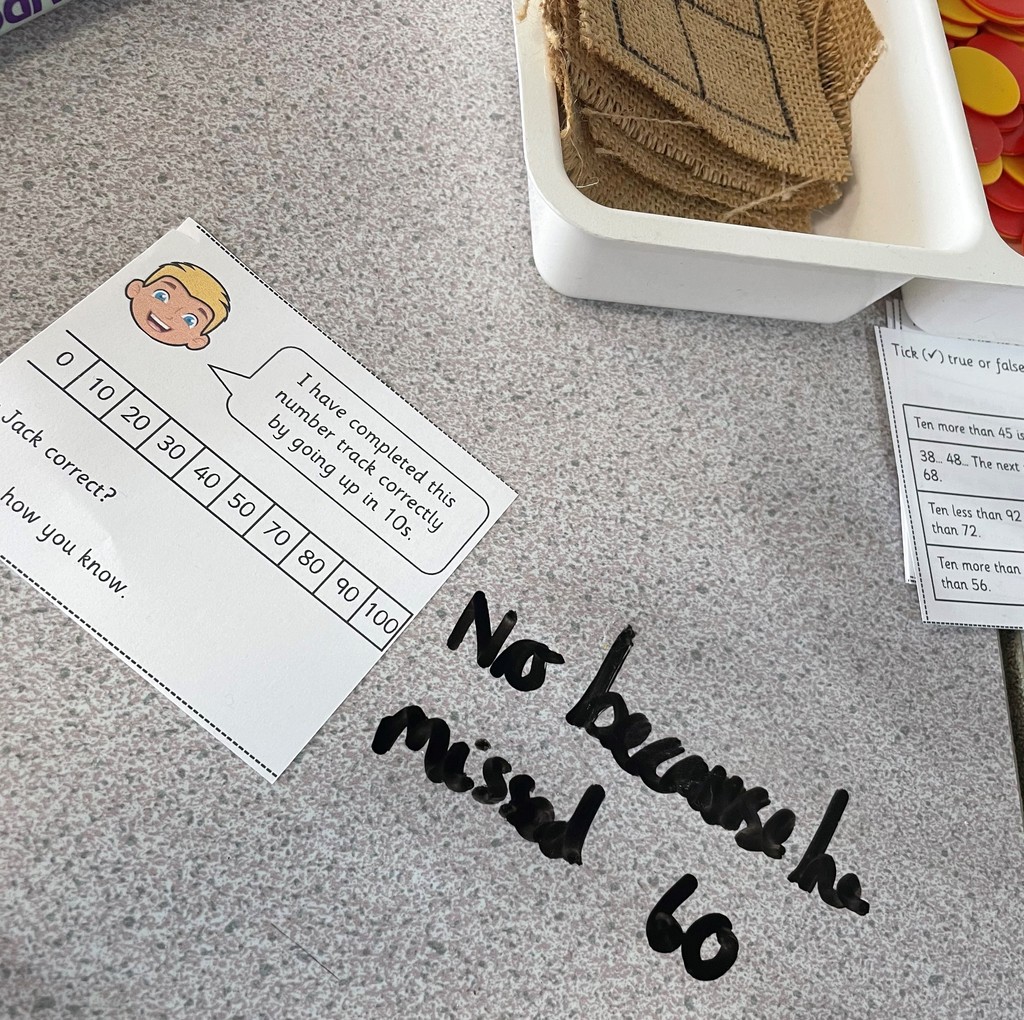 I have completed this
number track correctly
by going up in 10s.
0 10 20 30 40 50 70 80 90 100
Jack correct?
how you know.
No because he
missed
60
Tick (✓) true or false
Ten more than 45 is
38... 48... The next
68.
Ten less than 92
than 72.
Ten more than
than 56.